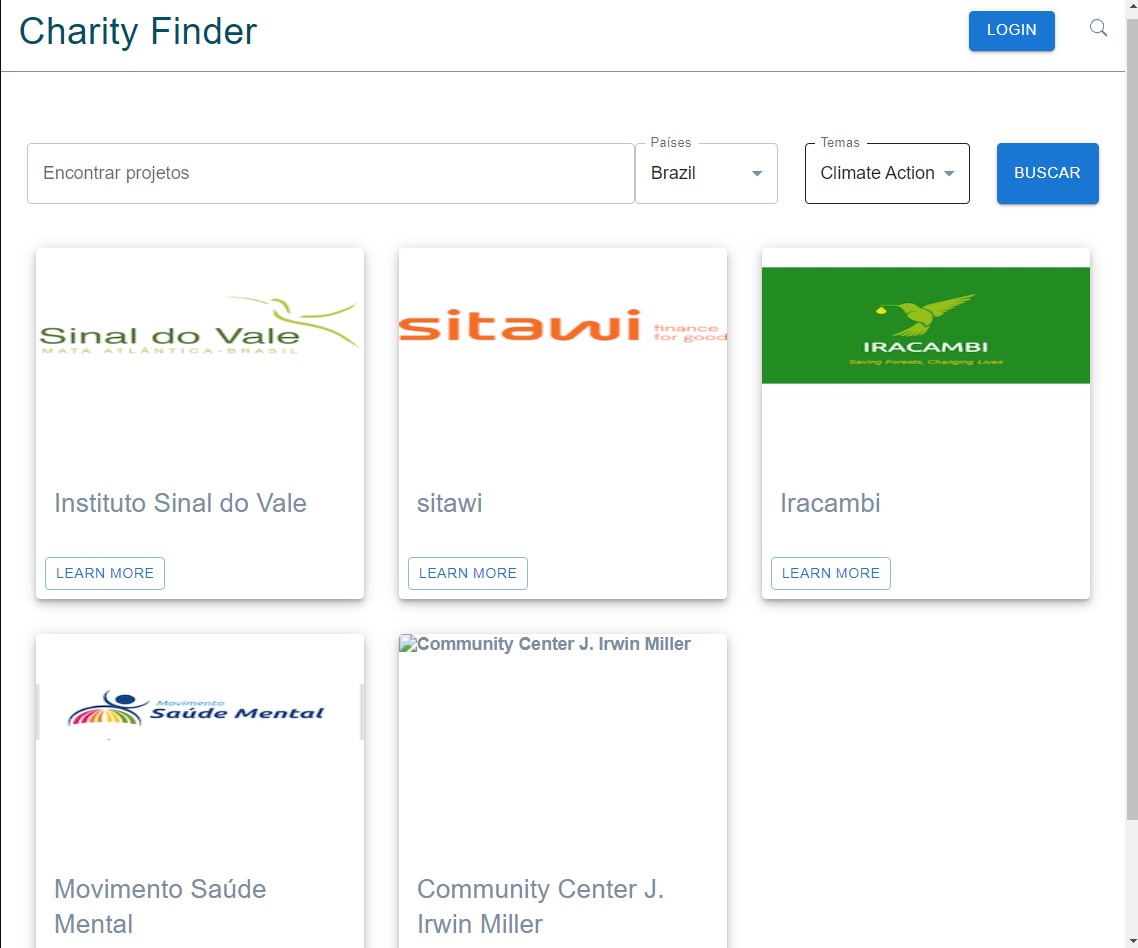 Charity Finder
LOGIN
Países
Temas
Encontrar projetos
Brazil
Climate Action
BUSCAR
Sinal do Vale
MATA ATLÂNTICA-BRASIL
sitawi
finance
for good
IRACAMBI
Saving Forests, Changing Lives
Instituto Sinal do Vale
sitawi
Iracambi
LEARN MORE
LEARN MORE
LEARN MORE
Movimento
Saúde Mental
Community Center J. Irwin Miller
Movimento Saúde
Mental
Community Center J.
Irwin Miller